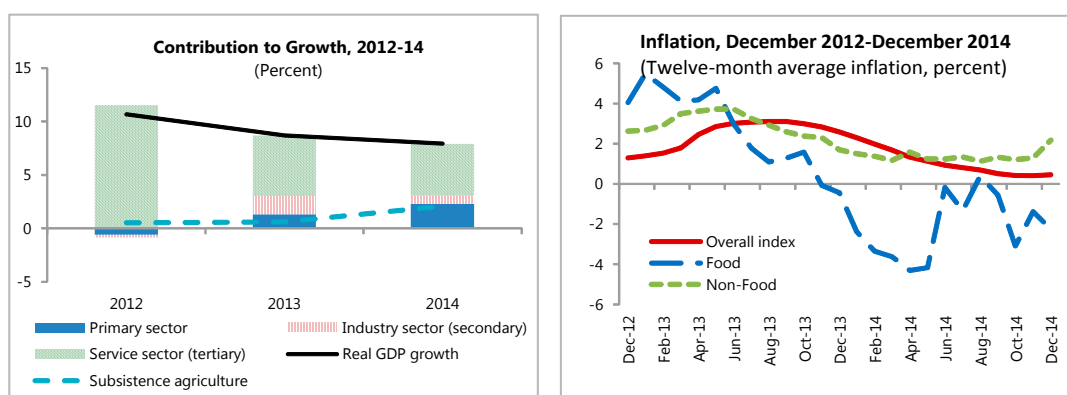 Contribution to Growth, 2012-14
(Percent)
15
10
5
0
-5
2012 2013 2014
Primary sector
Industry sector (secondary)
Service sector (tertiary)
Real GDP growth
Subsistence agriculture
Inflation, December 2012-December 2014
(Twelve-month average inflation, percent)
6
4
2
0
-2
-4
-6
Overall index
Food
Non-Food
Dec-12
Feb-13
Apr-13
Jun-13
Aug-13
Oct-13
Dec-13
Feb-14
Apr-14
Jun-14
Aug-14
Oct-14
Dec-14